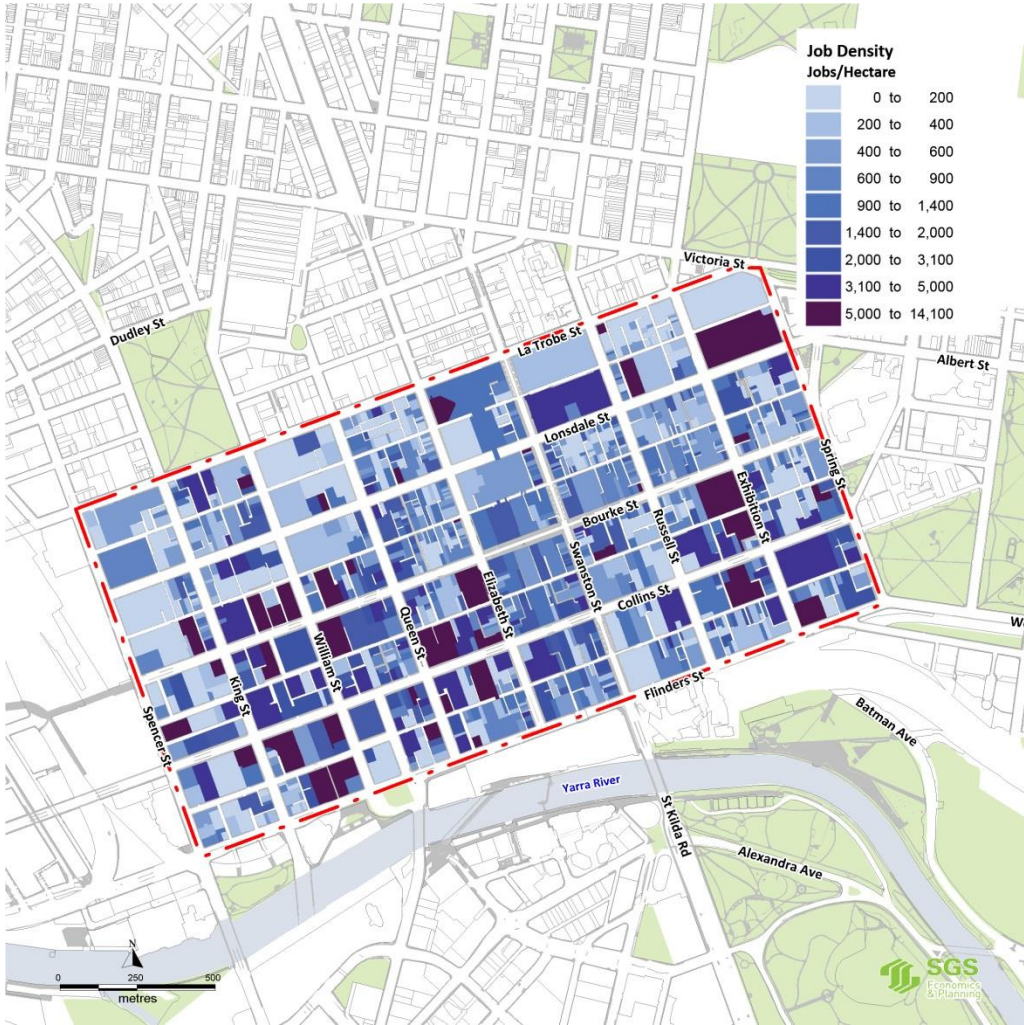 Job Density
Jobs/Hectare
0 to 200
200 to 400
400 to 600
600 to 900
900 to 1,400
1,400 to 2,000
2,000 to 3,100
3,100 to 5,000
5,000 to 14,100
Victoria St
Dudley St
La Trobe St
Albert St
Lonsdale St
Spring St
Exhibition St
Bourke St
Russell St
Swanston St
Elizabeth St
Collins St
Queen St
William St
King St
Spencer St
Flinders St
W
Batman Ave
Yarra River
St Kilda Rd
Alexandra Ave
N
0 250 500
metres
SGS
Economics
& Planning